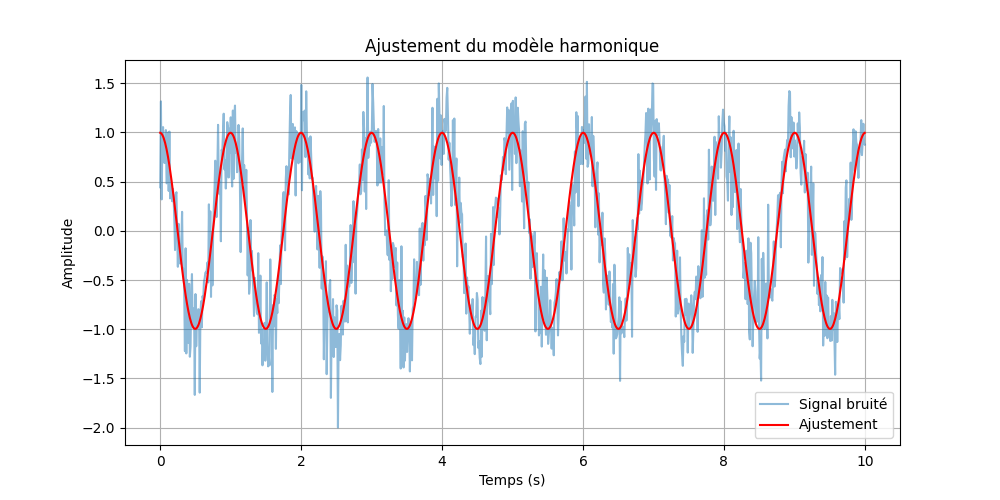 Ajustement du modèle harmonique
Amplitude
1.5
1.0
0.5
0.0
−0.5
−1.0
−1.5
−2.0
Signal bruité
Ajustement
0 2 4 6 8 10
Temps (s)